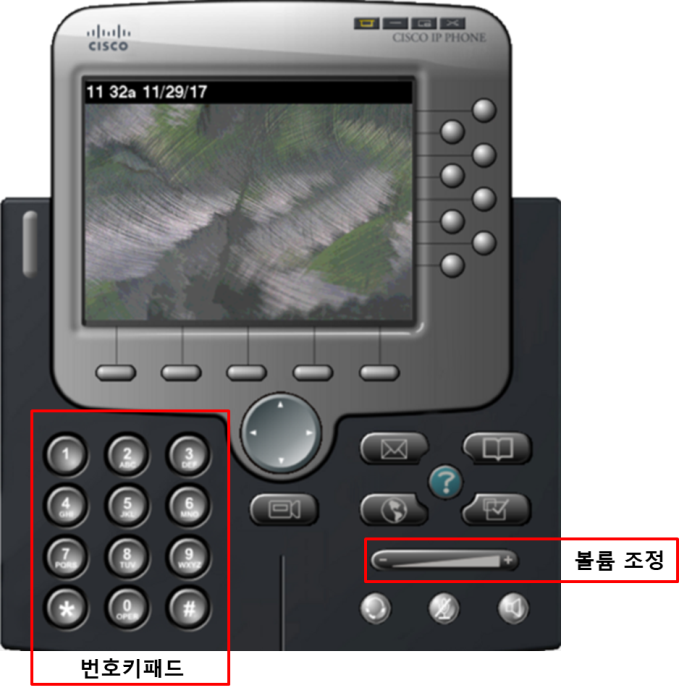 CISCO
CISCO IP PHONE
11 32a 11/29/17
1
2
ABC
3
DEF
4
GHI
5
JKL
6
MNO
?
7
PQRS
8
TUV
9
WXYZ
- +
볼륨 조정
*
0
OPER
#
번호키패드